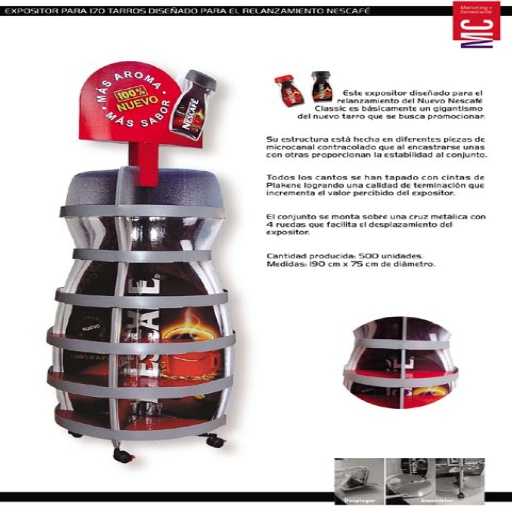 EXPOSITOR PARA 170 TARROS DISEÑADO PARA EL RELANZAMIENTO NESCAFÉ
Marketing y
Comunicación
MC
MÁS AROMA
100%
NUEVO
MÁS SABOR
NESCAFÉ
Este expositor diseñado para el
relanzamiento del Nuevo Nescafé
Classic es básicamente un gigantismo
del nuevo tarro que se busca promocionar.
Su estructura está hecha en diferentes piezas de
microcanal contracolado que al encastrarse unas
con otras proporcionan la estabilidad al conjunto.
Todos los cantos se han tapado con cintas de
Plakene logrando una calidad de terminación que
incrementa el valor percibido del expositor.
El conjunto se monta sobre una cruz metálica con
4 ruedas que facilita el desplazamiento del
expositor.
Cantidad producida: 500 unidades.
Medidas: 190 cm x 75 cm de diámetro.
NUEVO
ESCAFÉ